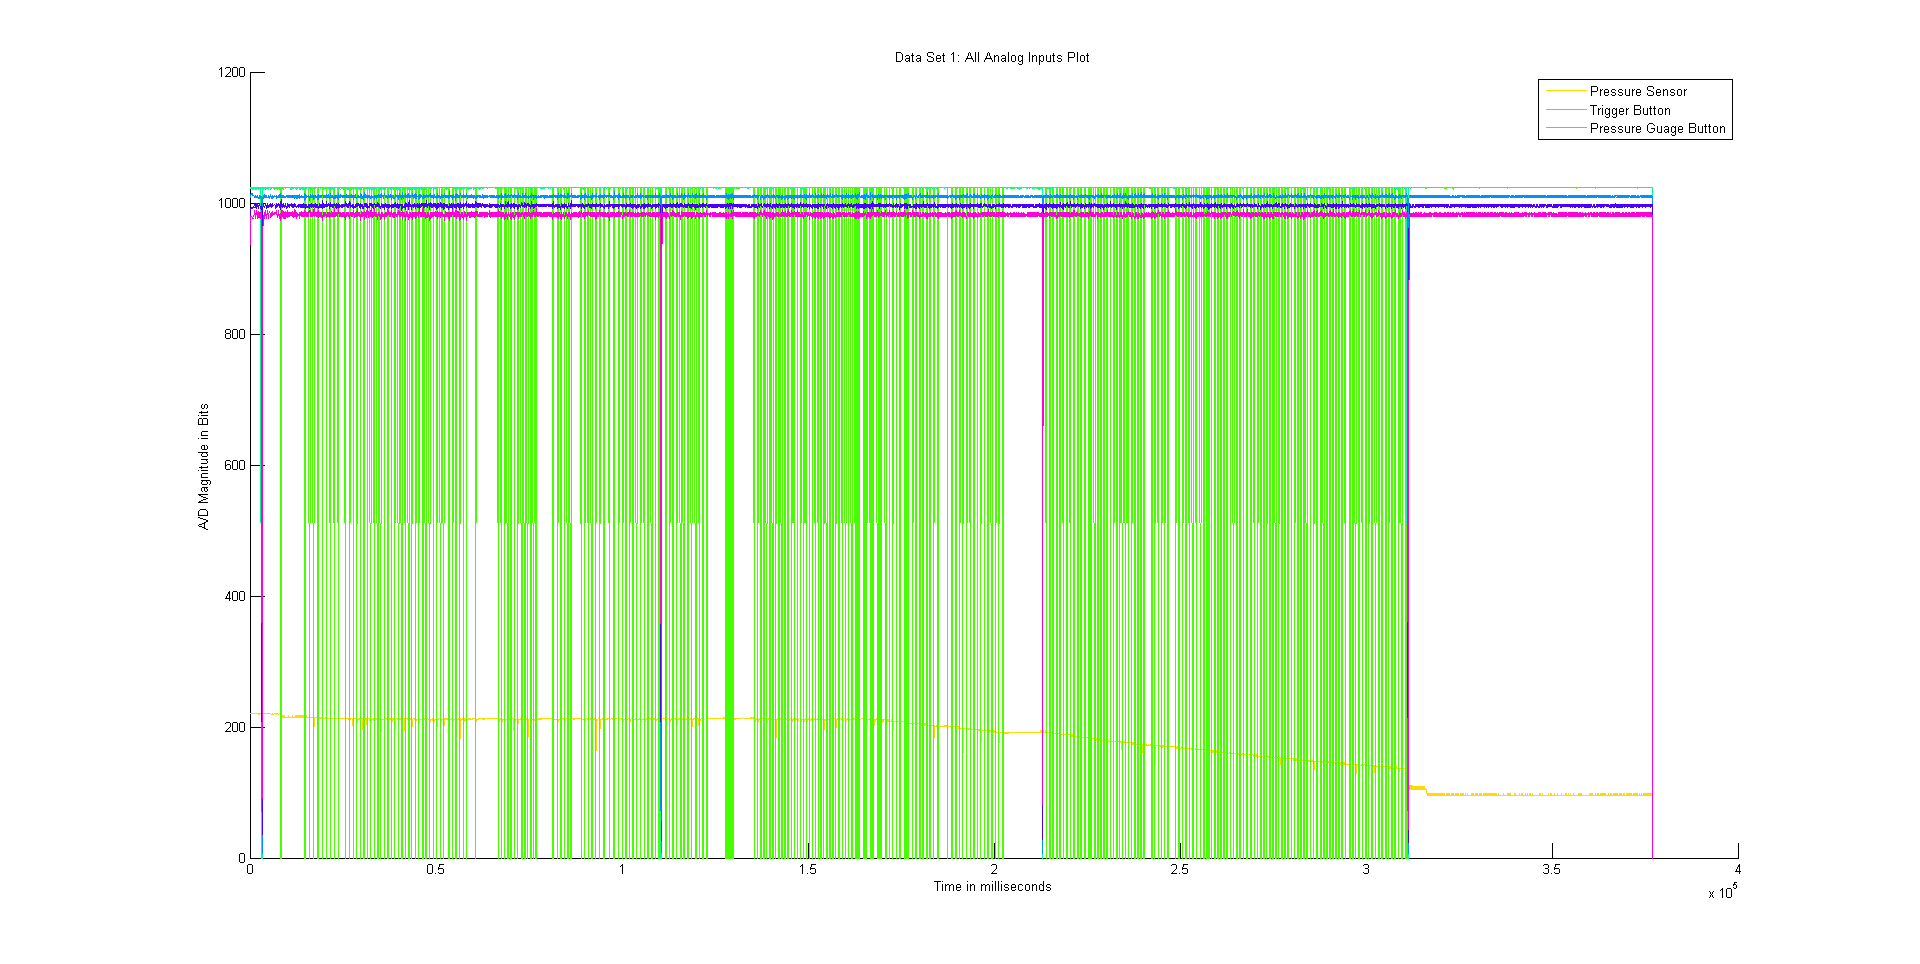 Data Set 1: All Analog Inputs Plot
1200
Pressure Sensor
Trigger Button
Pressure Guage Button
1000
800
600
400
200
0
A/D Magnitude in Bits
0 0.5 1 1.5 2 2.5 3 3.5 4
Time in milliseconds
x 10^5